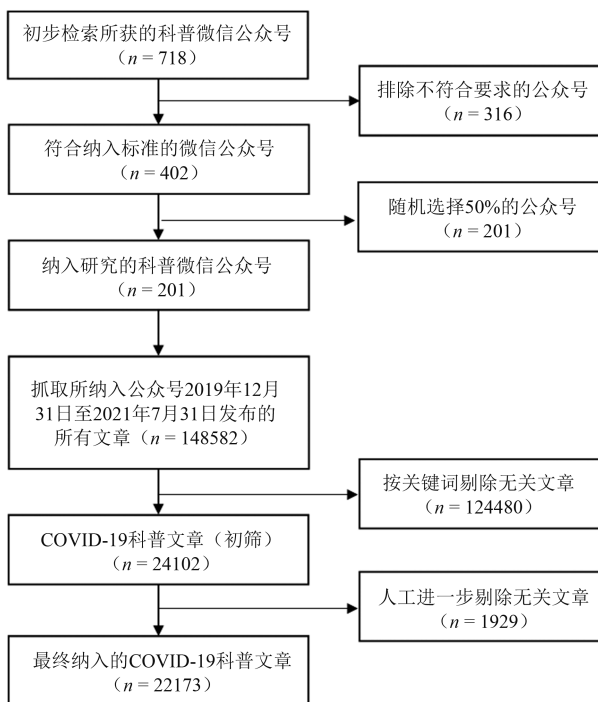 初步检索所获的科普微信公众号
（n = 718）
排除不符合要求的公众号
（n = 316）
符合纳入标准的微信公众号
（n = 402）
随机选择50%的公众号
（n = 201）
纳入研究的科普微信公众号
（n = 201）
抓取所纳入公众号2019年12月
31日至2021年7月31日发布的
所有文章（n = 148582）
按关键词剔除无关文章
（n = 124480）
COVID-19科普文章（初筛）
（n = 24102）
人工进一步剔除无关文章
（n = 1929）
最终纳入的COVID-19科普文章
（n = 22173）